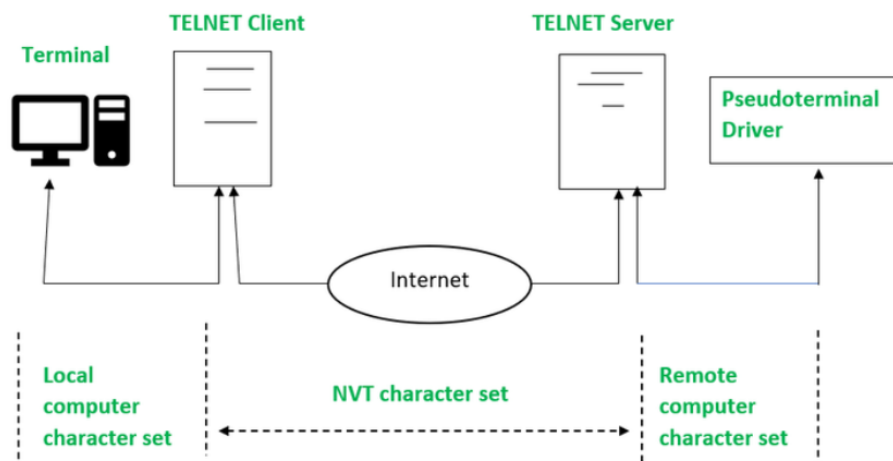 TELNET Client
TELNET Server
Terminal
Pseudoterminal
Driver
Internet
Local
computer
character set
NVT character set
Remote
computer
character set